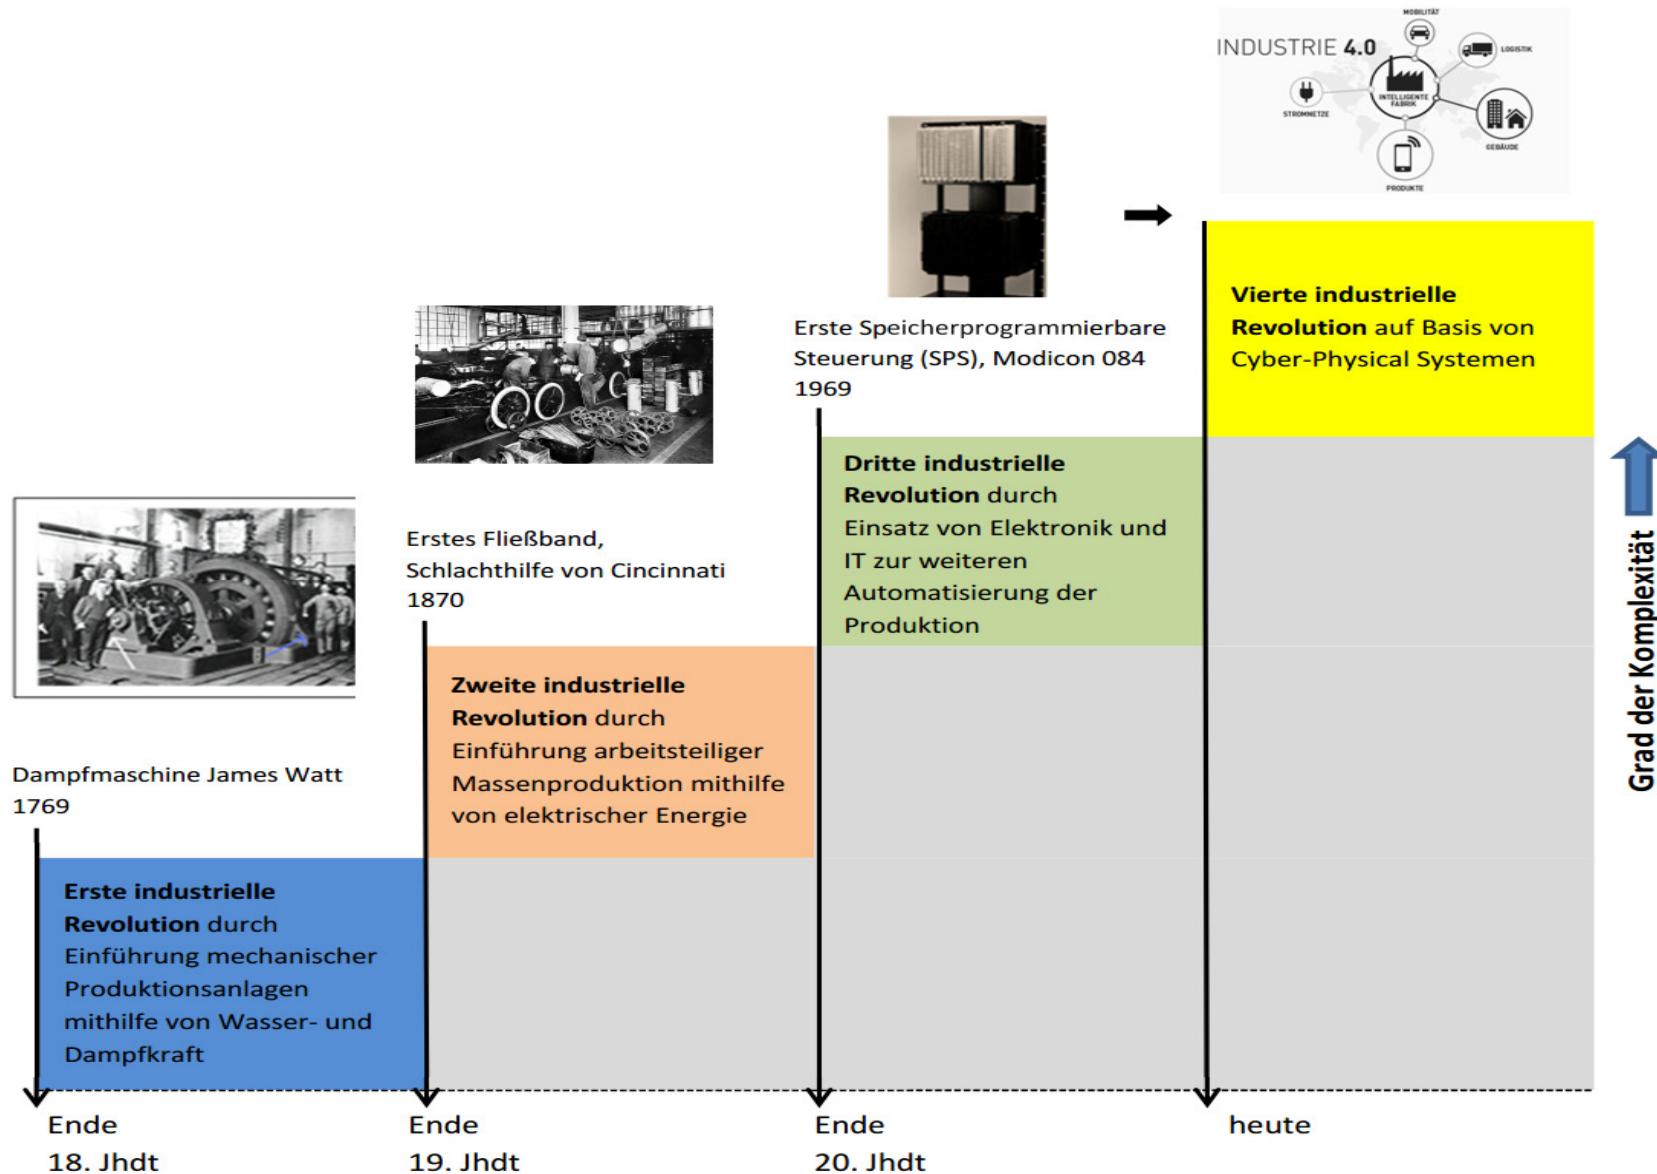 INDUSTRIE 4.0
MOBILITÄT
LOGISTIK
INTELLIGENTE
FABRIK
STROMNETZE
GEBÄUDE
PRODUKTE
Vierte industrielle
Revolution auf Basis von
Cyber-Physical Systemen
Erste Speicherprogrammierbare
Steuerung (SPS), Modicon 084
1969
Dritte industrielle
Revolution durch
Einsatz von Elektronik und
IT zur weiteren
Automatisierung der
Produktion
Erstes Fließband,
Schlachthilfe von Cincinnati
1870
Zweite industrielle
Revolution durch
Einführung arbeitsteiliger
Massenproduktion mithilfe
von elektrischer Energie
Dampfmaschine James Watt
1769
Erste industrielle
Revolution durch
Einführung mechanischer
Produktionsanlagen
mithilfe von Wasser- und
Dampfkraft
Grad der Komplexität
Ende
18. Jhdt
Ende
19. Jhdt
Ende
20. Jhdt
heute